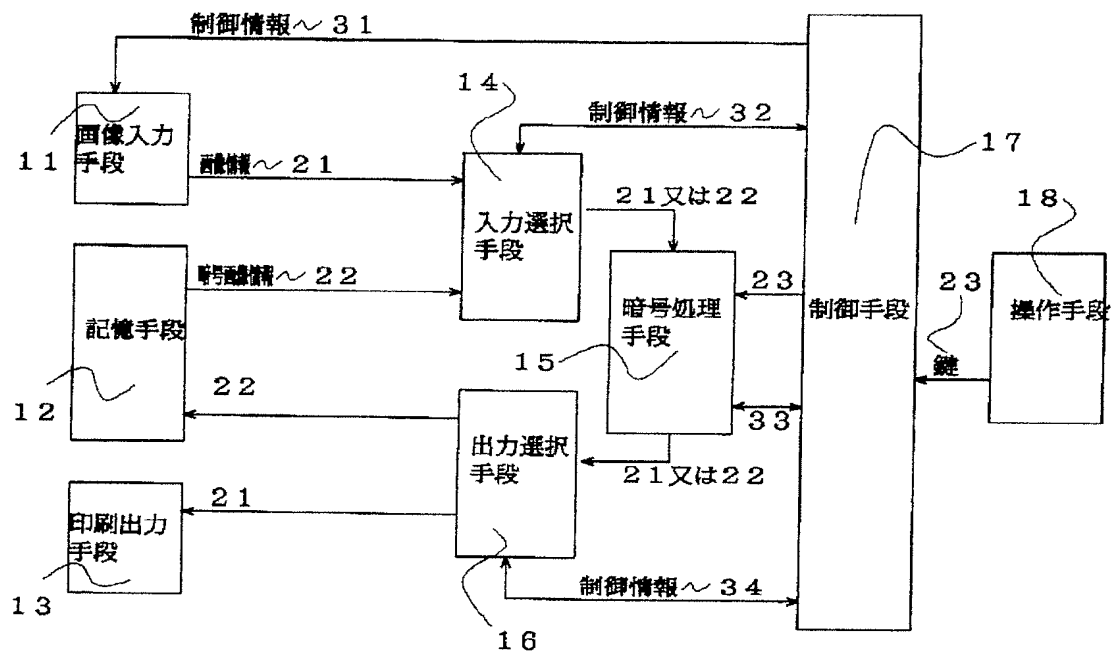 制御情報～31
14
制御情報～32
11
画像入力
手段
画像情報～21
17
入力選択
手段
21又は22
18
暗号画像情報～22
23
暗号処理
手段
制御手段
23
操作手段
記憶手段
15
鍵
12
22
33
出力選択
手段
21又は22
21
印刷出力
手段
13
制御情報～34
16